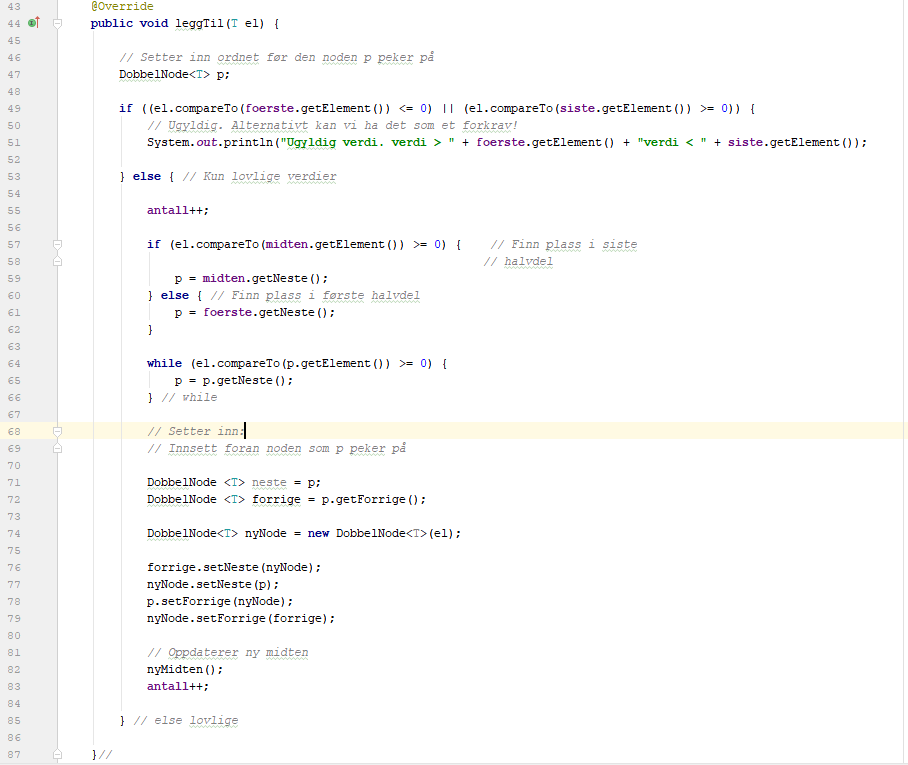 43 @Override
44 public void leggTil(T el) {
45
46 // Setter inn ordnet før den noden p peker på
47 DobbelNode<T> p;
48
49 if ((el.compareTo(foerste.getElement()) <= 0) || (el.compareTo(siste.getElement()) >= 0)) {
50 // Ugyldig. Alternativt kan vi ha det som et forkrav!
51 System.out.println("Ugyldig verdi. verdi > " + foerste.getElement() + "verdi < " + siste.getElement());
52
53 } else { // Kun lovlige verdier
54
55 antall++;
56
57 if (el.compareTo(midten.getElement()) >= 0) { // Finn plass i siste
58 // halvdel
59 p = midten.getNeste();
60 } else { // Finn plass i første halvdel
61 p = foerste.getNeste();
62 }
63
64 while (el.compareTo(p.getElement()) >= 0) {
65 p = p.getNeste();
66 } // while
67
68 // Setter inn:
69 // Innsett foran noden som p peker på
70
71 DobbelNode <T> neste = p;
72 DobbelNode <T> forrige = p.getForrige();
73
74 DobbelNode<T> nyNode = new DobbelNode<T>(el);
75
76 forrige.setNeste(nyNode);
77 nyNode.setNeste(p);
78 p.setForrige(nyNode);
79 nyNode.setForrige(forrige);
80
81 // Oppdaterer ny midten
82 nyMidten();
83 antall++;
84
85 } // else lovlige
86
87 }//